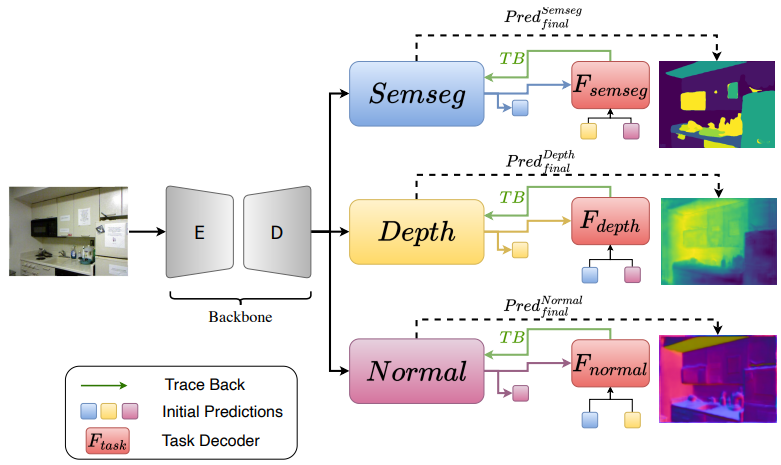 Pred_{final}^{Semseg}
TB
Semseg
F_{semseg}
Pred_{final}^{Depth}
TB
E
D
Depth
F_{depth}
Backbone
Pred_{final}^{Normal}
TB
Normal
F_{normal}
Trace Back
Initial Predictions
F_{task}
Task Decoder